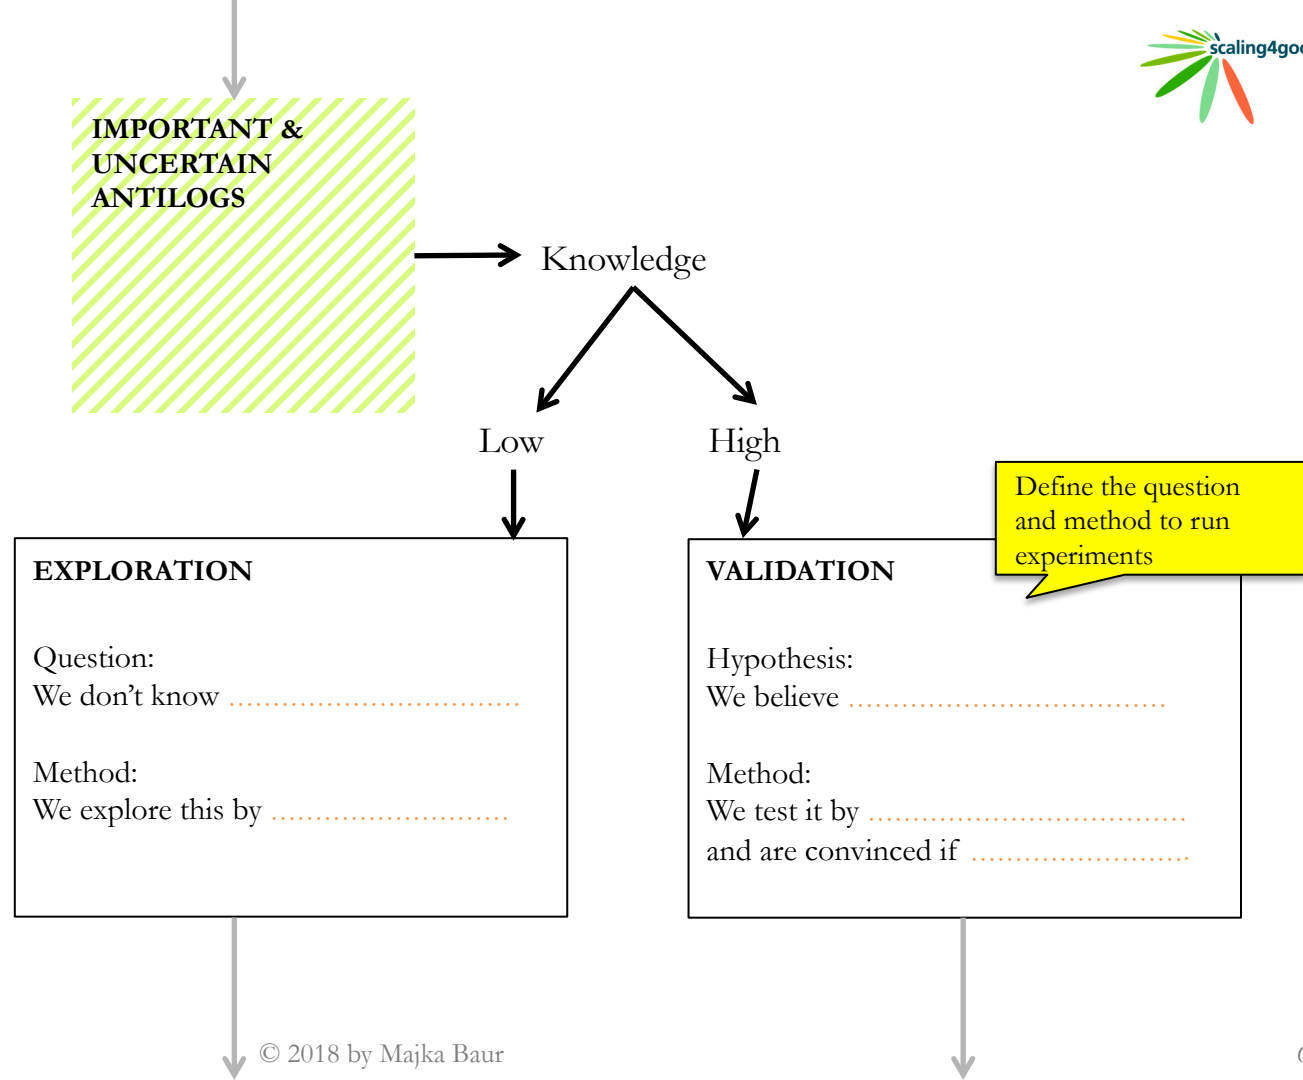 scaling4goo
IMPORTANT &
UNCERTAIN
ANTILOGS
Knowledge
Low
High
Define the question
and method to run
experiments
EXPLORATION
Question:
We don’t know ……………………………
Method:
We explore this by ………………………
VALIDATION
Hypothesis:
We believe ………………………………
Method:
We test it by ………………………………
and are convinced if …………………….
© 2018 by Majka Baur